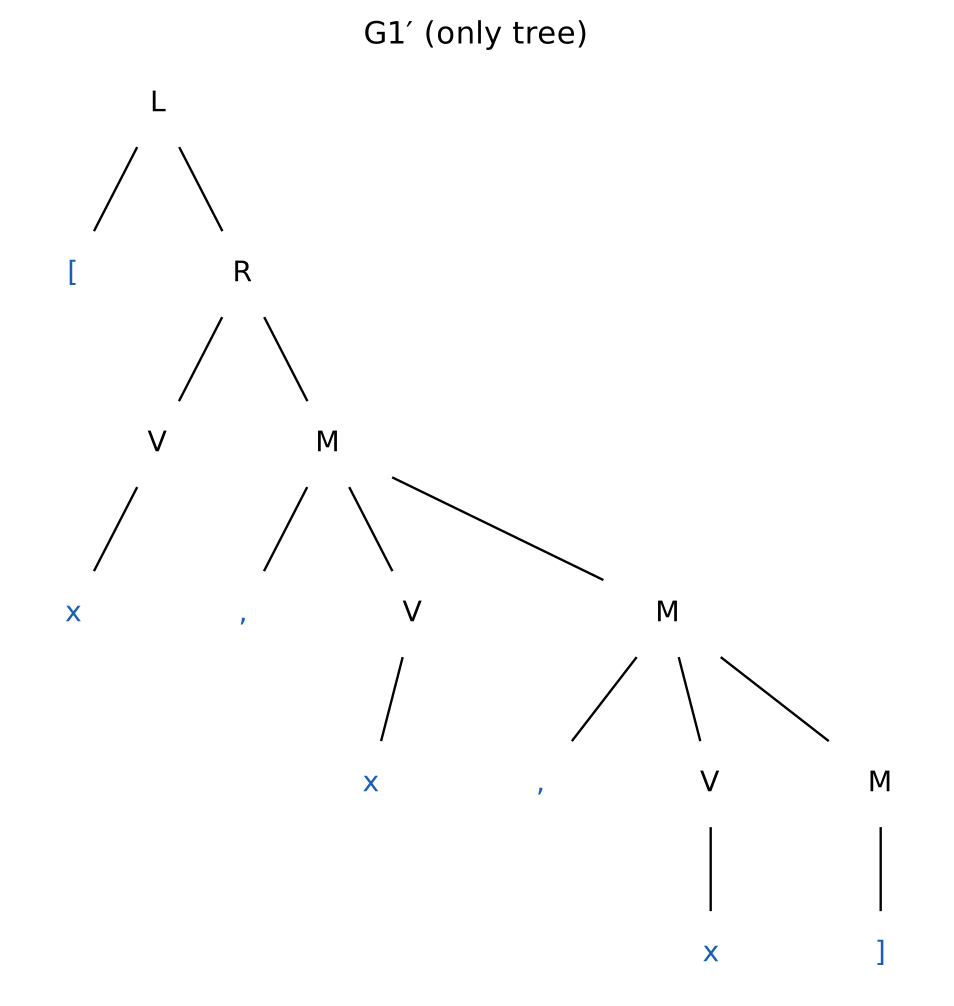 G1′ (only tree)
L
[ R
V M
x , V M
x , V M
x ]